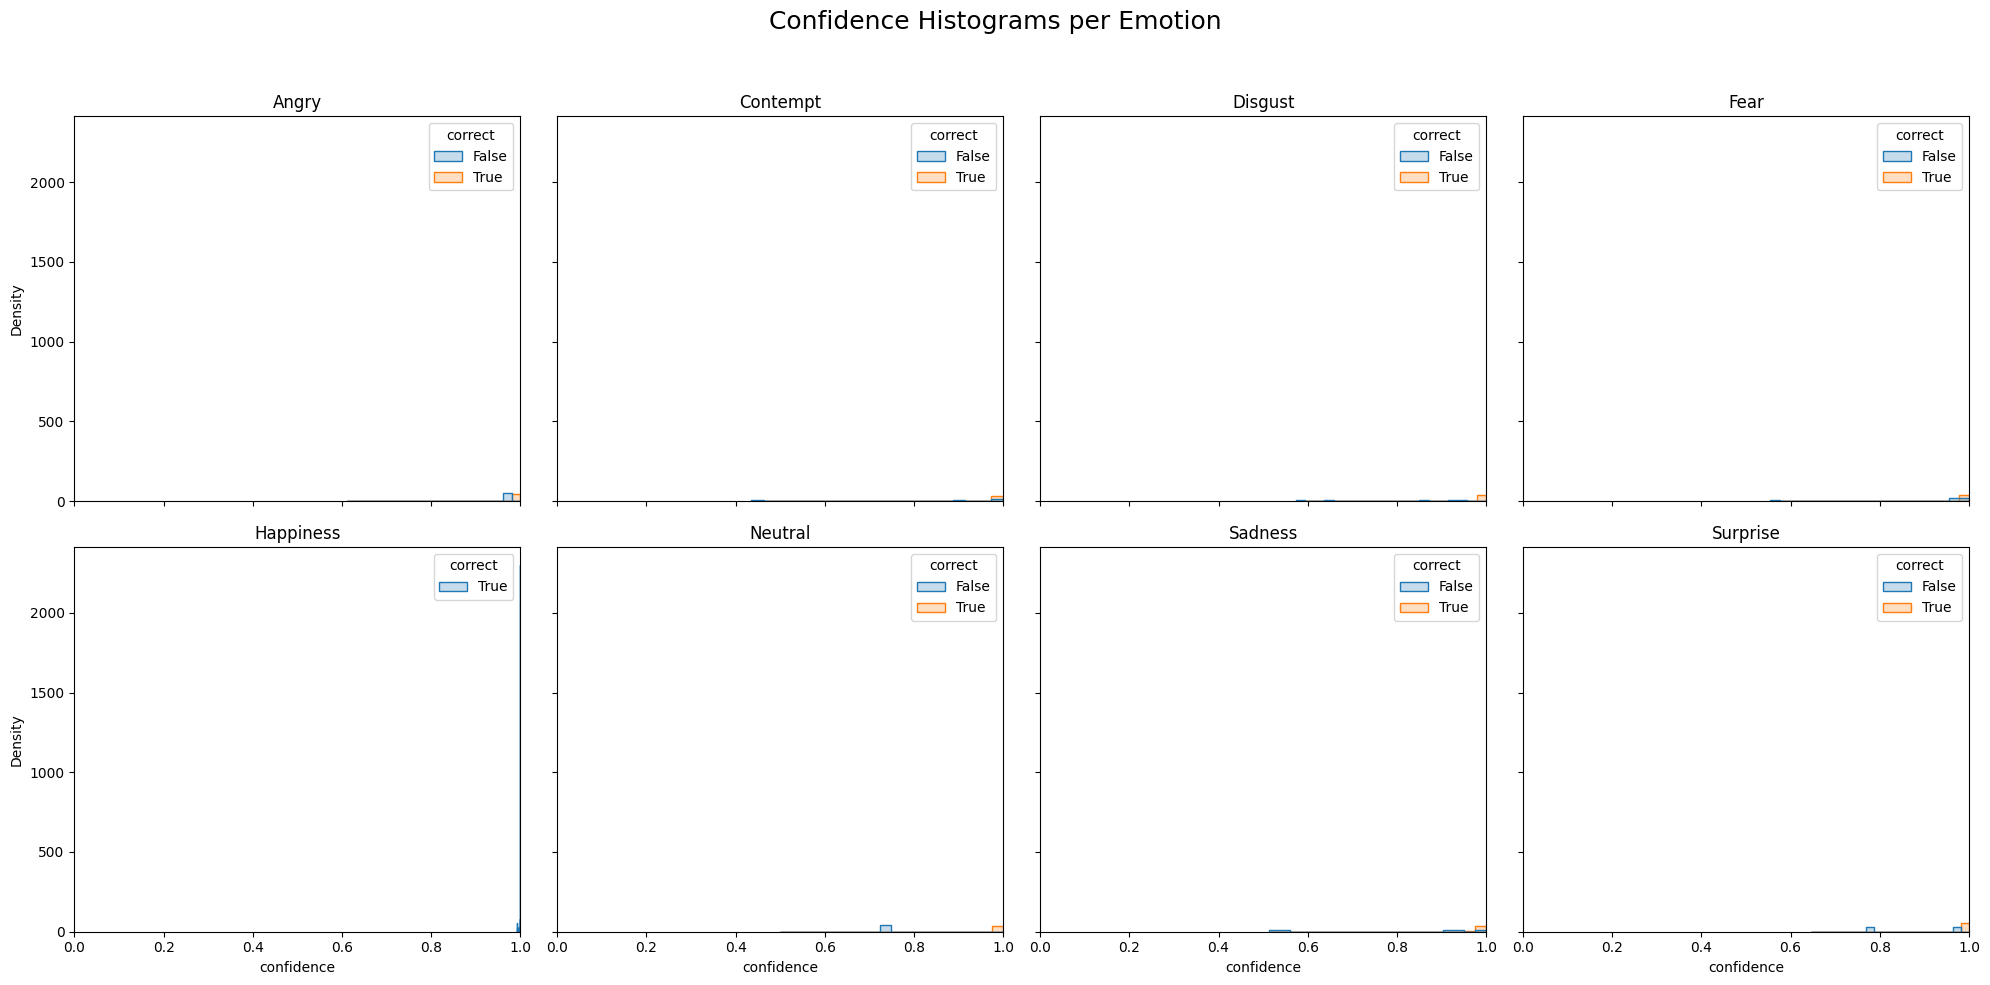 Confidence Histograms per Emotion
Angry
Contempt
Disgust
Fear
correct
False
True
correct
False
True
correct
False
True
correct
False
True
Density
2000
1500
1000
500
0
Happiness
Neutral
Sadness
Surprise
correct
True
correct
False
True
correct
False
True
correct
False
True
Density
2000
1500
1000
500
0
0.0 0.2 0.4 0.6 0.8 1.0
0.0 0.2 0.4 0.6 0.8 1.0
0.0 0.2 0.4 0.6 0.8 1.0
0.0 0.2 0.4 0.6 0.8 1.0
confidence
confidence
confidence
confidence